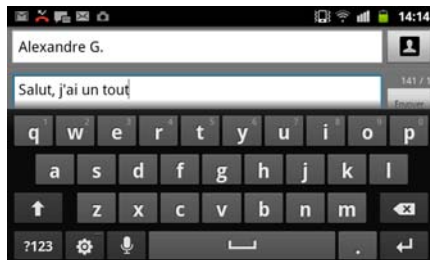 14:14
Alexandre G.
Salut, j'ai un tout
141 / 1
Envoyer
q w e r t y u i o p
a s d f g h j k l
z x c v b n m
?123 .